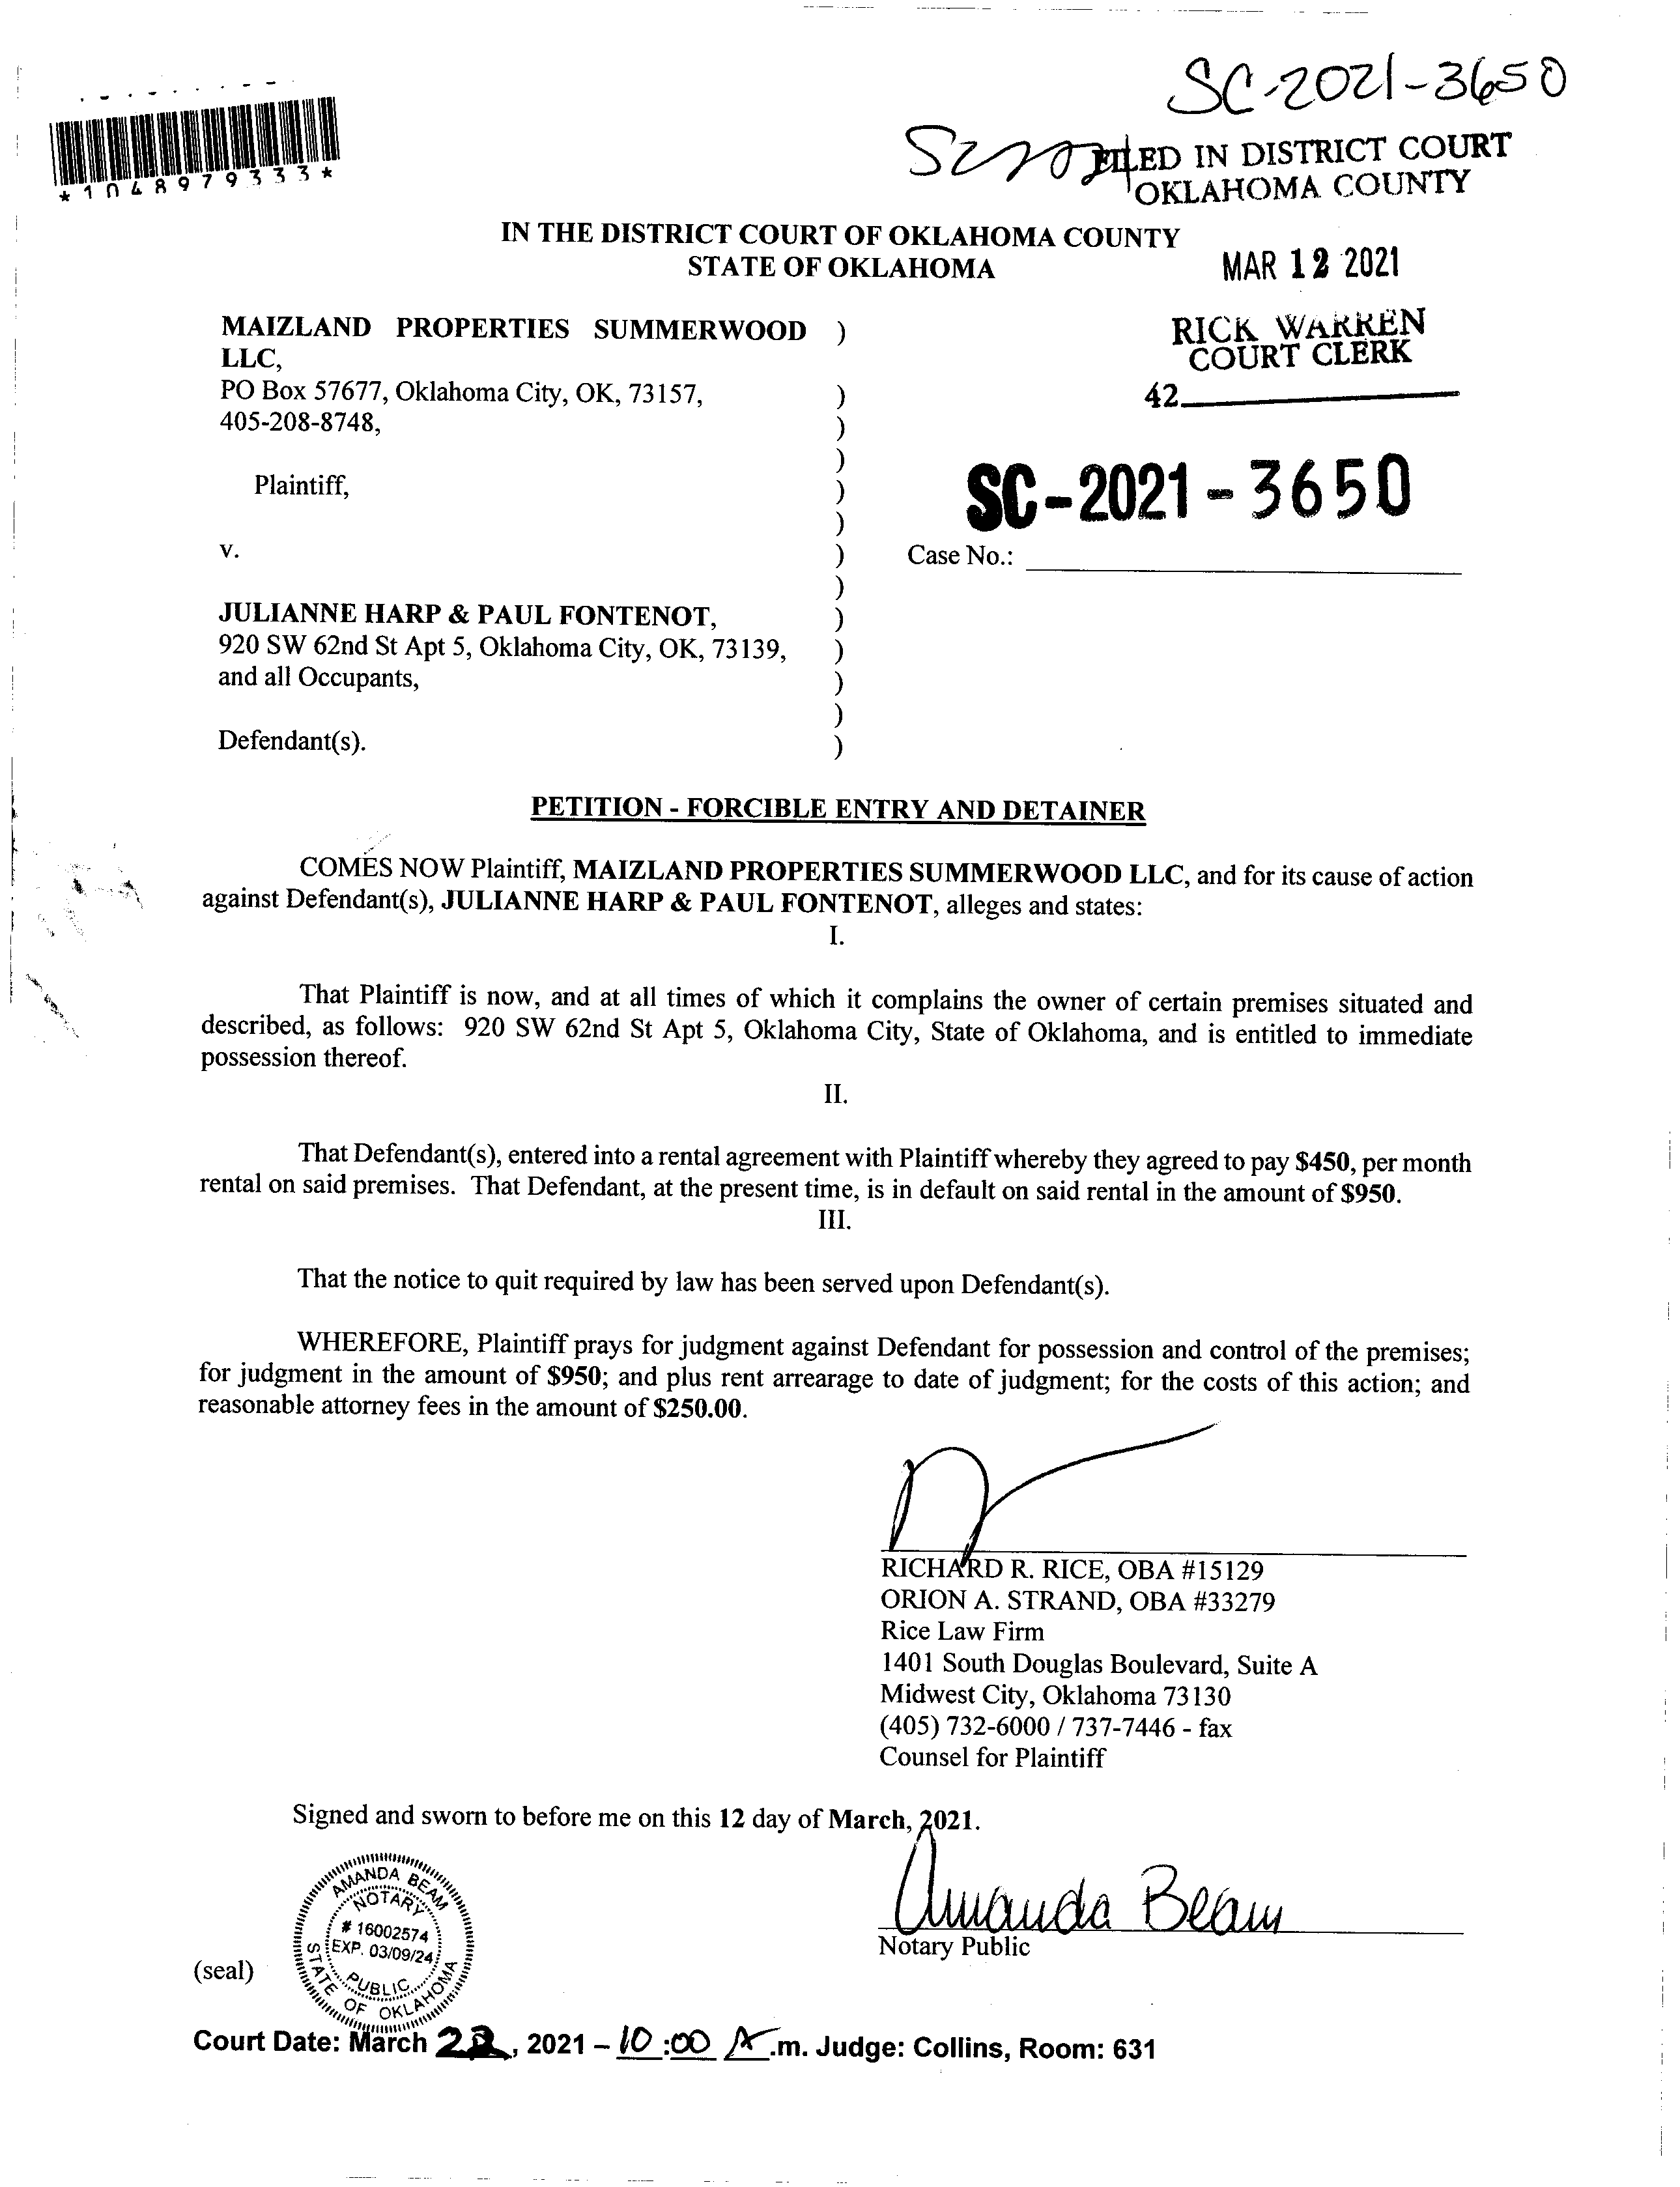 SC-2021-3650
FILED IN DISTRICT COURT
OKLAHOMA COUNTY
*1048979333*
IN THE DISTRICT COURT OF OKLAHOMA COUNTY
STATE OF OKLAHOMA
MAR 12 2021
RICK WARREN
COURT CLERK
42
MAIZLAND PROPERTIES SUMMERWOOD )
LLC,
PO Box 57677, Oklahoma City, OK, 73157, )
405-208-8748, )
)
Plaintiff, )
)
SC-2021-3650
v. ) Case No.:
)
JULIANNE HARP & PAUL FONTENOT, )
920 SW 62nd St Apt 5, Oklahoma City, OK, 73139, )
and all Occupants, )
)
Defendant(s). )
PETITION - FORCIBLE ENTRY AND DETAINER
COMES NOW Plaintiff, MAIZLAND PROPERTIES SUMMERWOOD LLC, and for its cause of action
against Defendant(s), JULIANNE HARP & PAUL FONTENOT, alleges and states:
I.
That Plaintiff is now, and at all times of which it complains the owner of certain premises situated and
described, as follows: 920 SW 62nd St Apt 5, Oklahoma City, State of Oklahoma, and is entitled to immediate
possession thereof.
II.
That Defendant(s), entered into a rental agreement with Plaintiff whereby they agreed to pay $450, per month
rental on said premises. That Defendant, at the present time, is in default on said rental in the amount of $950.
III.
That the notice to quit required by law has been served upon Defendant(s).
WHEREFORE, Plaintiff prays for judgment against Defendant for possession and control of the premises;
for judgment in the amount of $950; and plus rent arrearage to date of judgment; for the costs of this action; and
reasonable attorney fees in the amount of $250.00.
RICHARD R. RICE, OBA #15129
ORION A. STRAND, OBA #33279
Rice Law Firm
1401 South Douglas Boulevard, Suite A
Midwest City, Oklahoma 73130
(405) 732-6000 / 737-7446 - fax
Counsel for Plaintiff
Signed and sworn to before me on this 12 day of March, 2021.
Amanda Beam
Notary Public
AMANDA BEAM
NOTARY
# 16002574
EXP. 03/09/24
PUBLIC
STATE OF OKLAHOMA
(seal)
Court Date: March 22, 2021 – 10:00 A.m. Judge: Collins, Room: 631